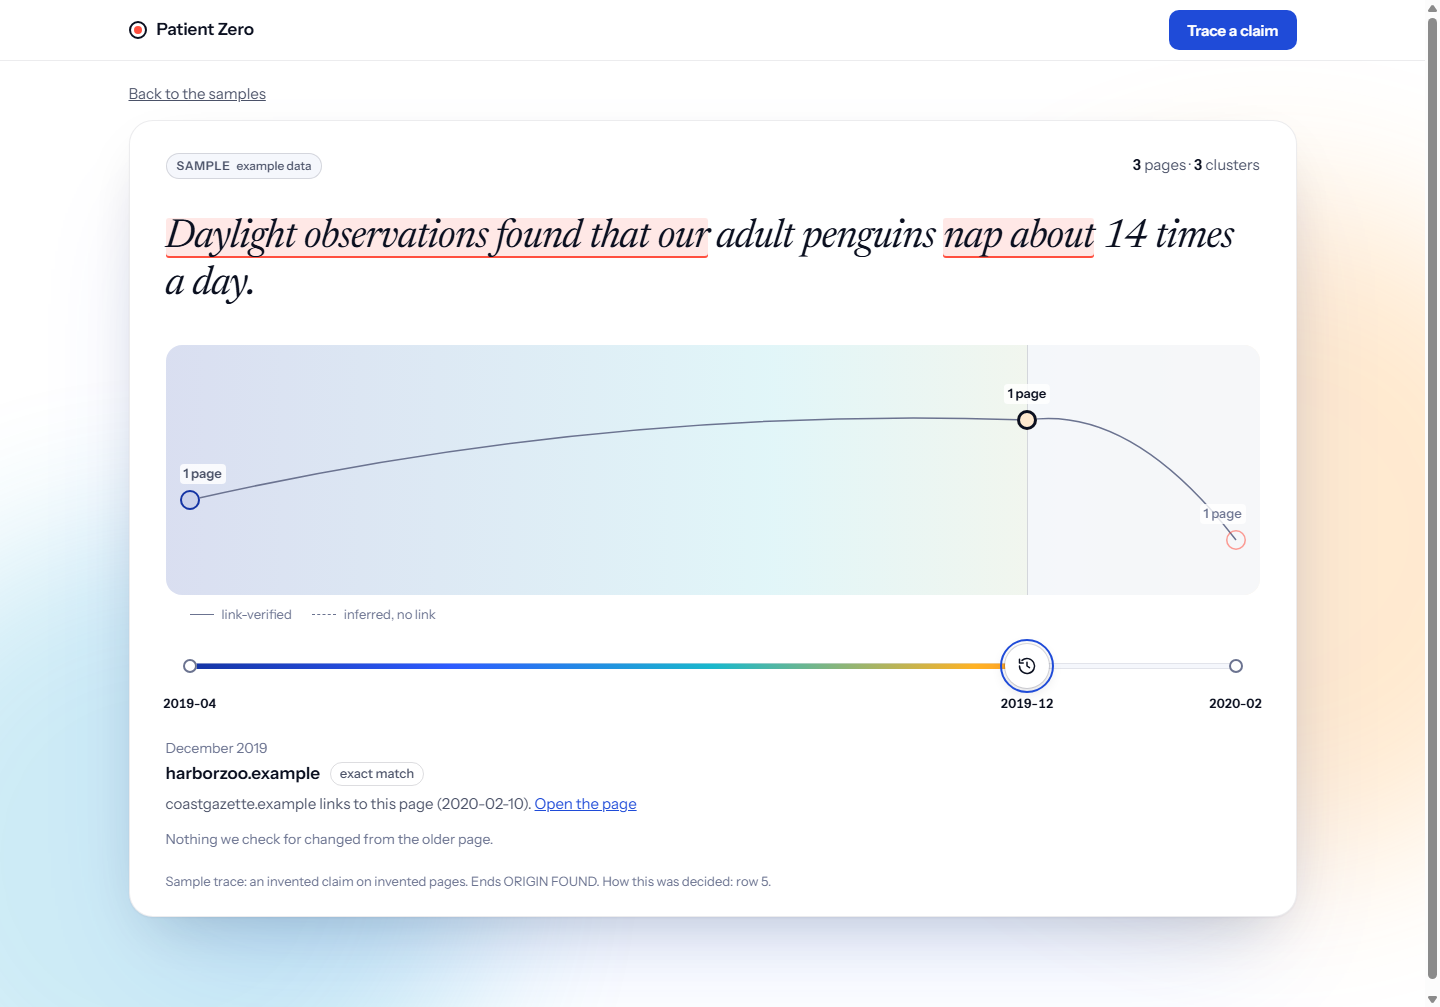 Patient Zero
Trace a claim
Back to the samples
SAMPLE example data
3 pages · 3 clusters
Daylight observations found that our adult penguins nap about 14 times
a day.
1 page
1 page
1 page
link-verified
inferred, no link
2019-04
2019-12
2020-02
December 2019
harborzoo.example exact match
coastgazette.example links to this page (2020-02-10). Open the page
Nothing we check for changed from the older page.
Sample trace: an invented claim on invented pages. Ends ORIGIN FOUND. How this was decided: row 5.